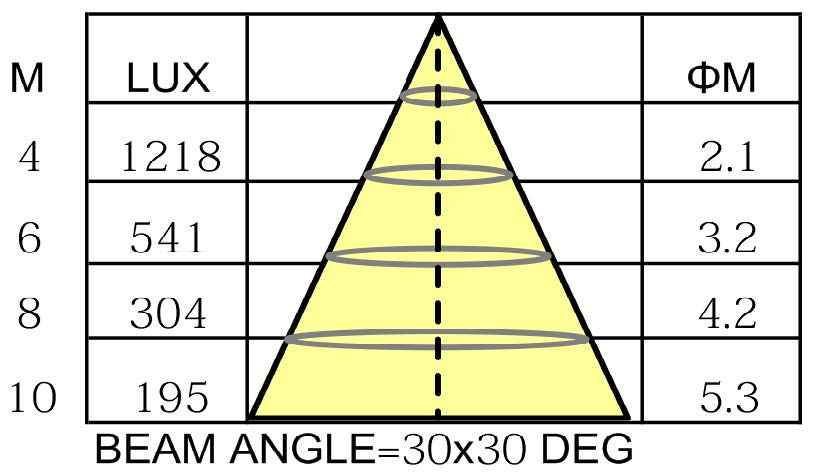 M LUX ΦM
4 1218 2.1
6 541 3.2
8 304 4.2
10 195 5.3
BEAM ANGLE=30x30 DEG